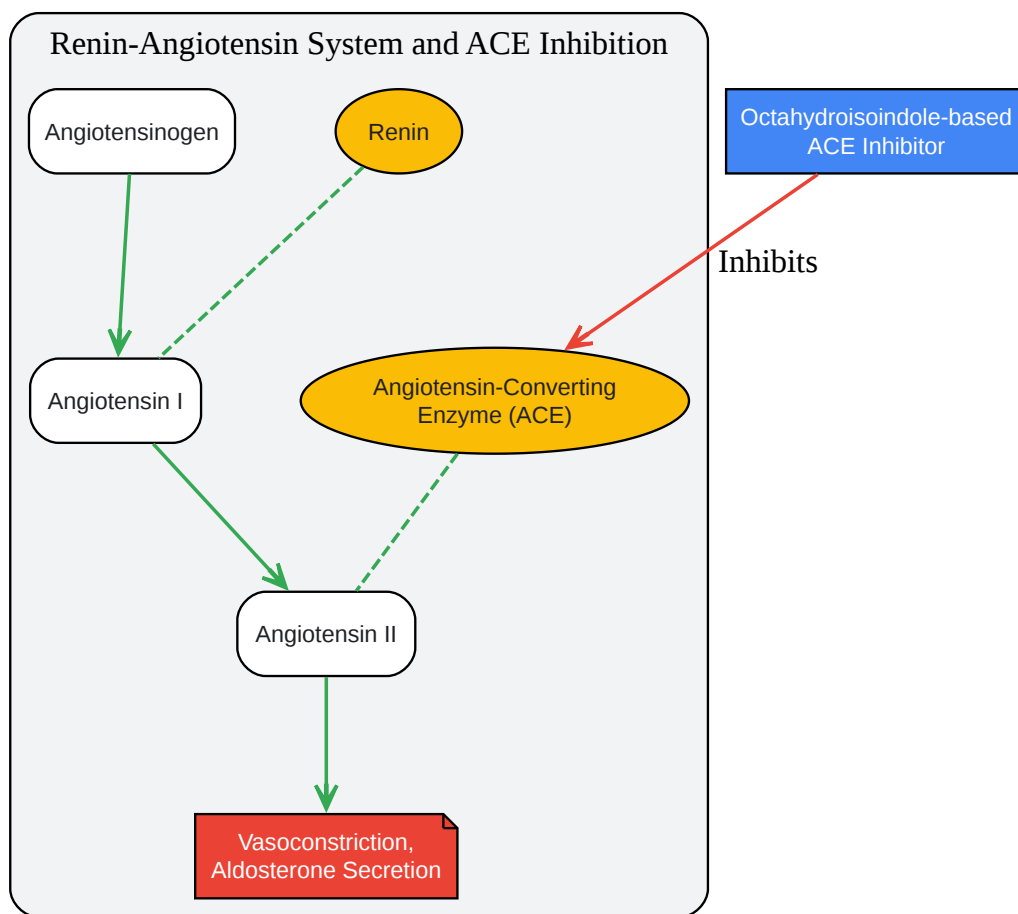 Renin-Angiotensin System and ACE Inhibition
Angiotensinogen
Renin
Octahydroisoindole-based
ACE Inhibitor
Inhibits
Angiotensin I
Angiotensin-Converting
Enzyme (ACE)
Angiotensin II
Vasoconstriction,
Aldosterone Secretion